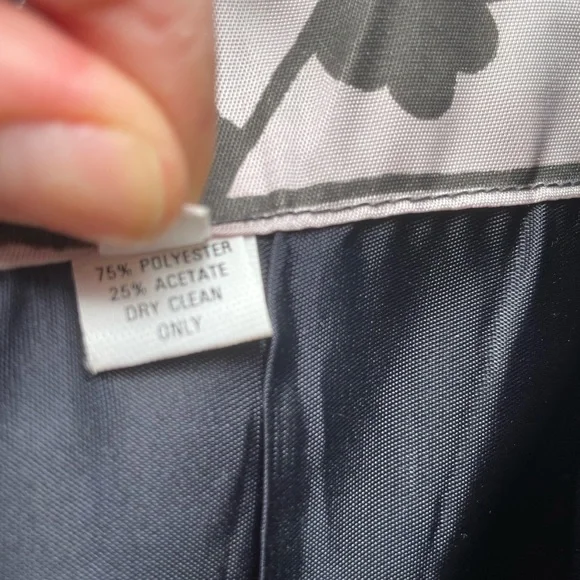 75% POLYESTER
25% ACETATE
DRY CLEAN
ONLY